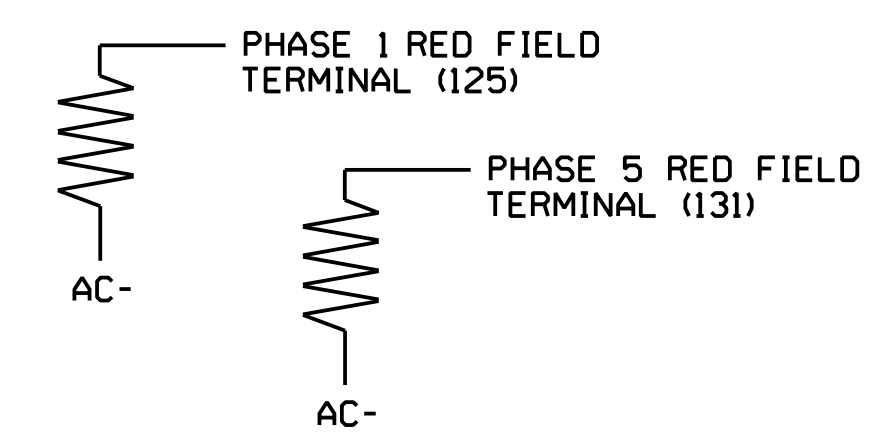 PHASE 1 RED FIELD
TERMINAL (125)
AC-
PHASE 5 RED FIELD
TERMINAL (131)
AC-